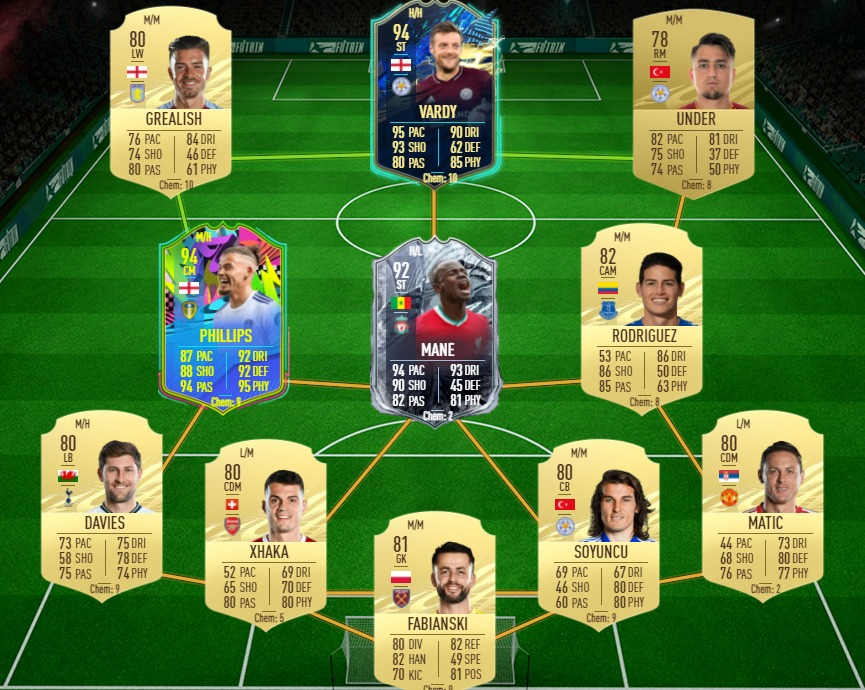 M/M
80
LW
GREALISH
76 PAC 84 DRI
74 SHO 46 DEF
80 PAS 61 PHY
Chem: 10
H/H
94
ST
VARDY
95 PAC 90 DRI
93 SHO 62 DEF
80 PAS 85 PHY
Chem: 10
M/M
78
RM
UNDER
82 PAC 81 DRI
75 SHO 37 DEF
74 PAS 50 PHY
Chem: 8
M/H
94
CM
PHILLIPS
87 PAC 92 DRI
88 SHO 92 DEF
94 PAS 95 PHY
Chem: 9
H/L
92
ST
MANE
94 PAC 93 DRI
90 SHO 45 DEF
82 PAS 81 PHY
Chem: 2
M/M
82
CAM
RODRIGUEZ
53 PAC 86 DRI
86 SHO 50 DEF
85 PAS 63 PHY
Chem: 8
M/H
80
LB
DAVIES
73 PAC 75 DRI
58 SHO 78 DEF
75 PAS 74 PHY
Chem: 9
L/M
80
CDM
XHAKA
52 PAC 69 DRI
65 SHO 70 DEF
80 PAS 80 PHY
Chem: 5
M/M
81
GK
FABIANSKI
80 DIV 82 REF
82 HAN 49 SPE
70 KIC 81 POS
M/M
80
CB
SOYUNCU
69 PAC 67 DRI
46 SHO 80 DEF
60 PAS 80 PHY
Chem: 9
L/M
80
CDM
MATIC
44 PAC 73 DRI
68 SHO 80 DEF
76 PAS 77 PHY
Chem: 2